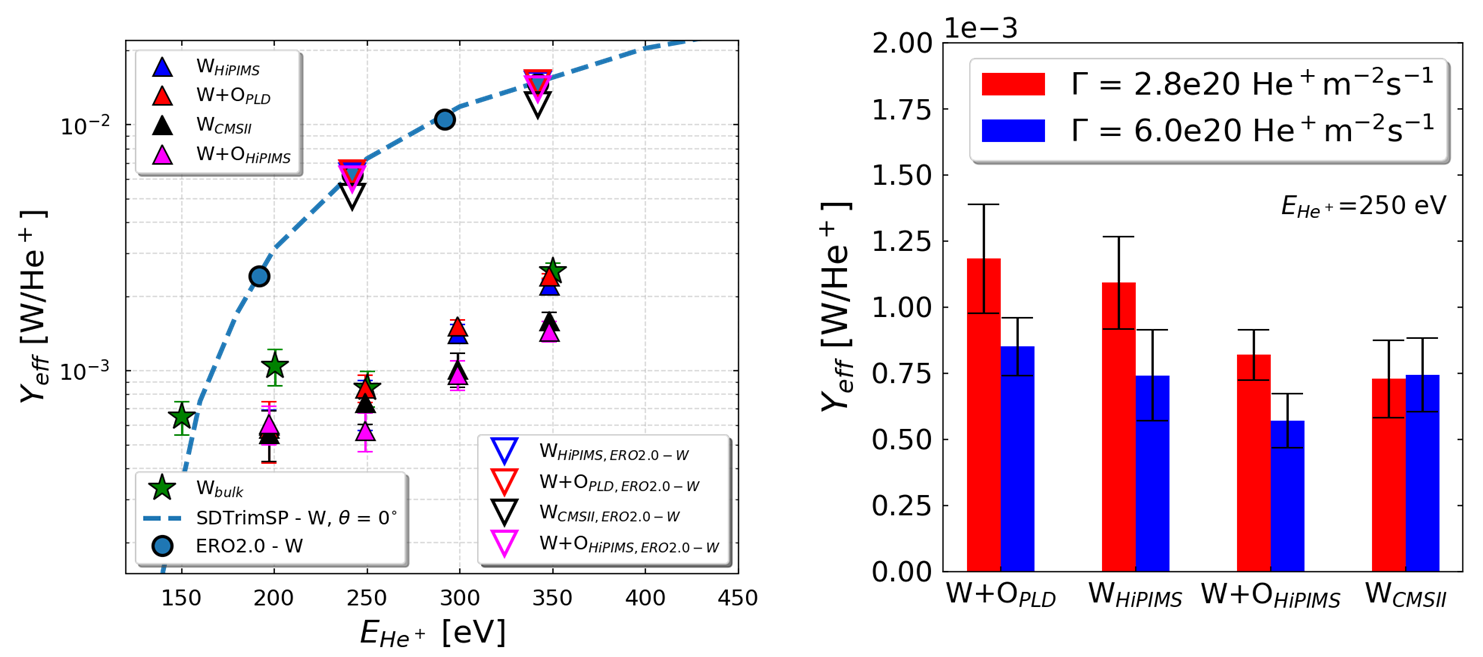 W_HiPIMS
W+O_PLD
W_CMSII
W+O_HiPIMS
10⁻²
10⁻³
Y_eff [W/He⁺]
W_bulk
SDTrimSP - W, θ = 0°
ERO2.0 - W
W_HiPIMS, ERO2.0 − W
W+O_PLD, ERO2.0 − W
W_CMSII, ERO2.0 − W
W+O_HiPIMS, ERO2.0 − W
150 200 250 300 350 400 450
E_He⁺ [eV]
1e−3
2.00
1.75
1.50
1.25
1.00
0.75
0.50
0.25
0.00
Y_eff [W/He⁺]
Γ = 2.8e20 He⁺m⁻²s⁻¹
Γ = 6.0e20 He⁺m⁻²s⁻¹
E_He⁺=250 eV
W+O_PLD W_HiPIMS W+O_HiPIMS W_CMSII